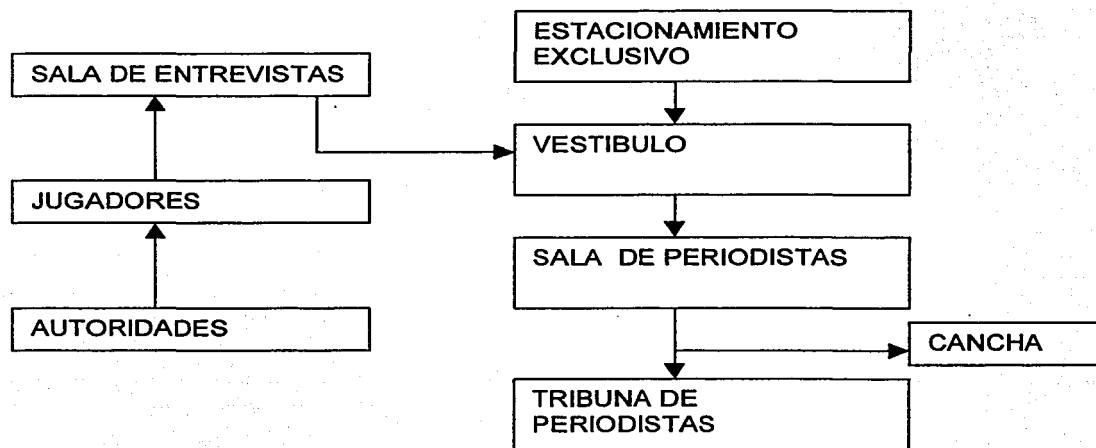 ESTACIONAMIENTO
EXCLUSIVO
SALA DE ENTREVISTAS
VESTIBULO
JUGADORES
SALA DE PERIODISTAS
AUTORIDADES
CANCHA
TRIBUNA DE
PERIODISTAS